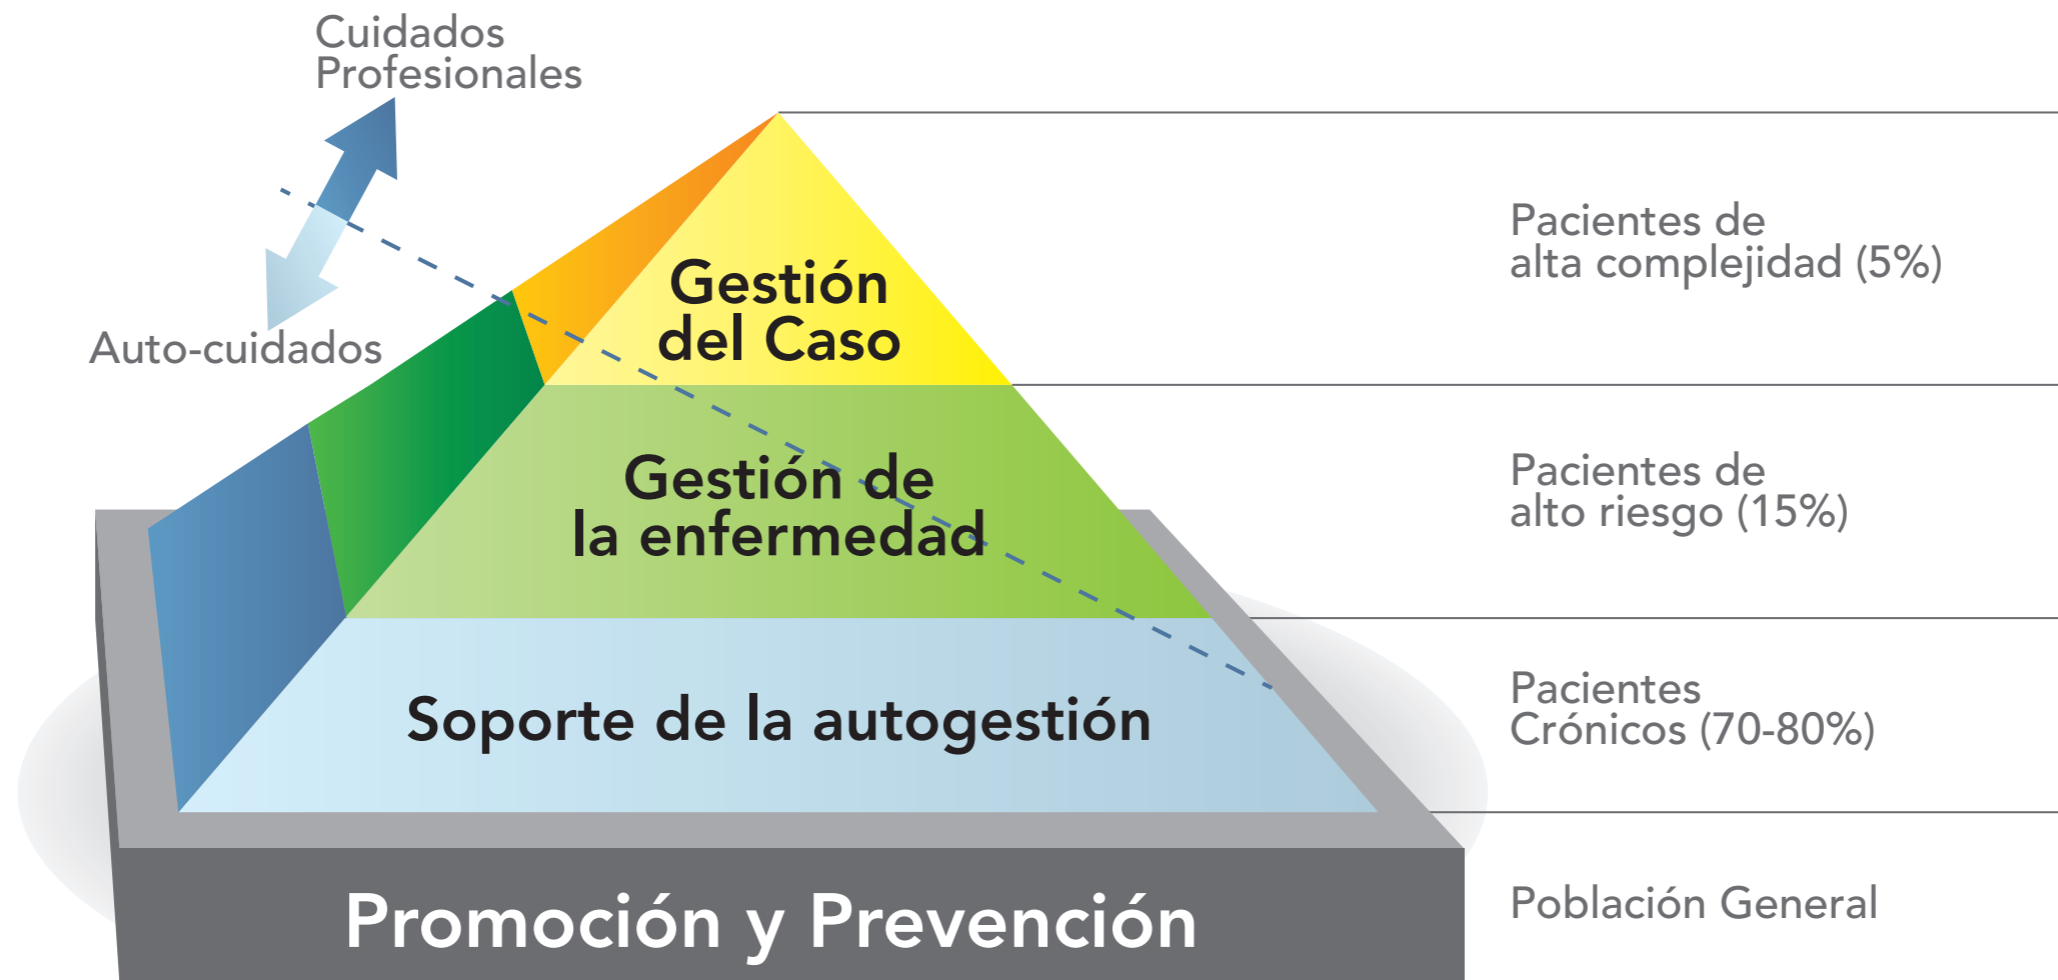 Cuidados
Profesionales
Auto-cuidados
Gestión
del Caso
Pacientes de
alta complejidad (5%)
Gestión de
la enfermedad
Pacientes de
alto riesgo (15%)
Soporte de la autogestión
Pacientes
Crónicos (70-80%)
Promoción y Prevención
Población General